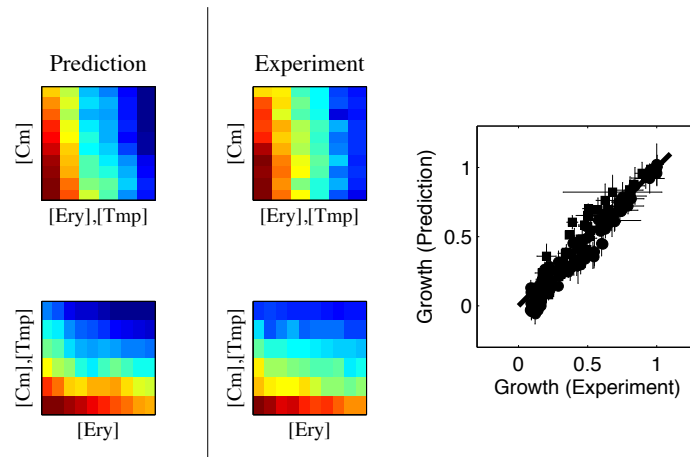 Prediction
Experiment
[Cm]
[Ery],[Tmp]
[Cm]
[Ery],[Tmp]
[Cm],[Tmp]
[Ery]
[Cm],[Tmp]
[Ery]
Growth (Prediction)
1
0.5
0
0 0.5 1
Growth (Experiment)